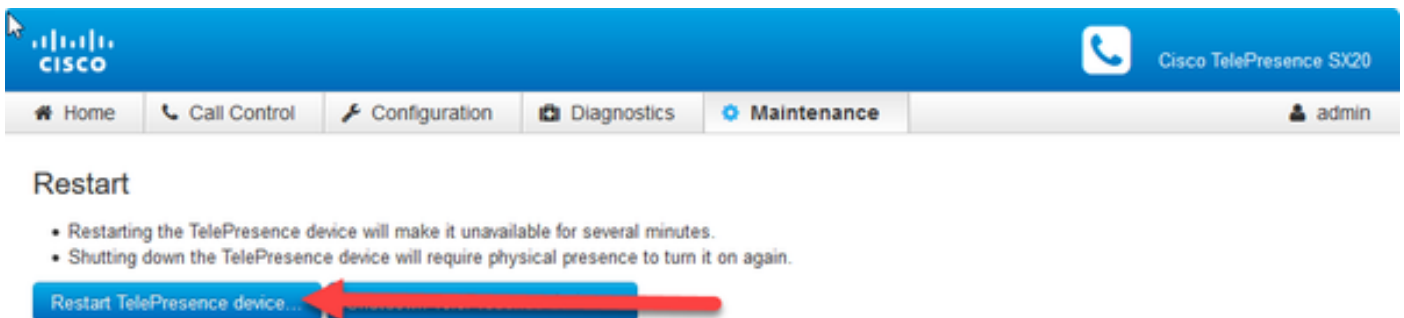 CISCO
Cisco TelePresence SX20
Home Call Control Configuration Diagnostics Maintenance admin
Restart
• Restarting the TelePresence device will make it unavailable for several minutes.
• Shutting down the TelePresence device will require physical presence to turn it on again.
Restart TelePresence device...